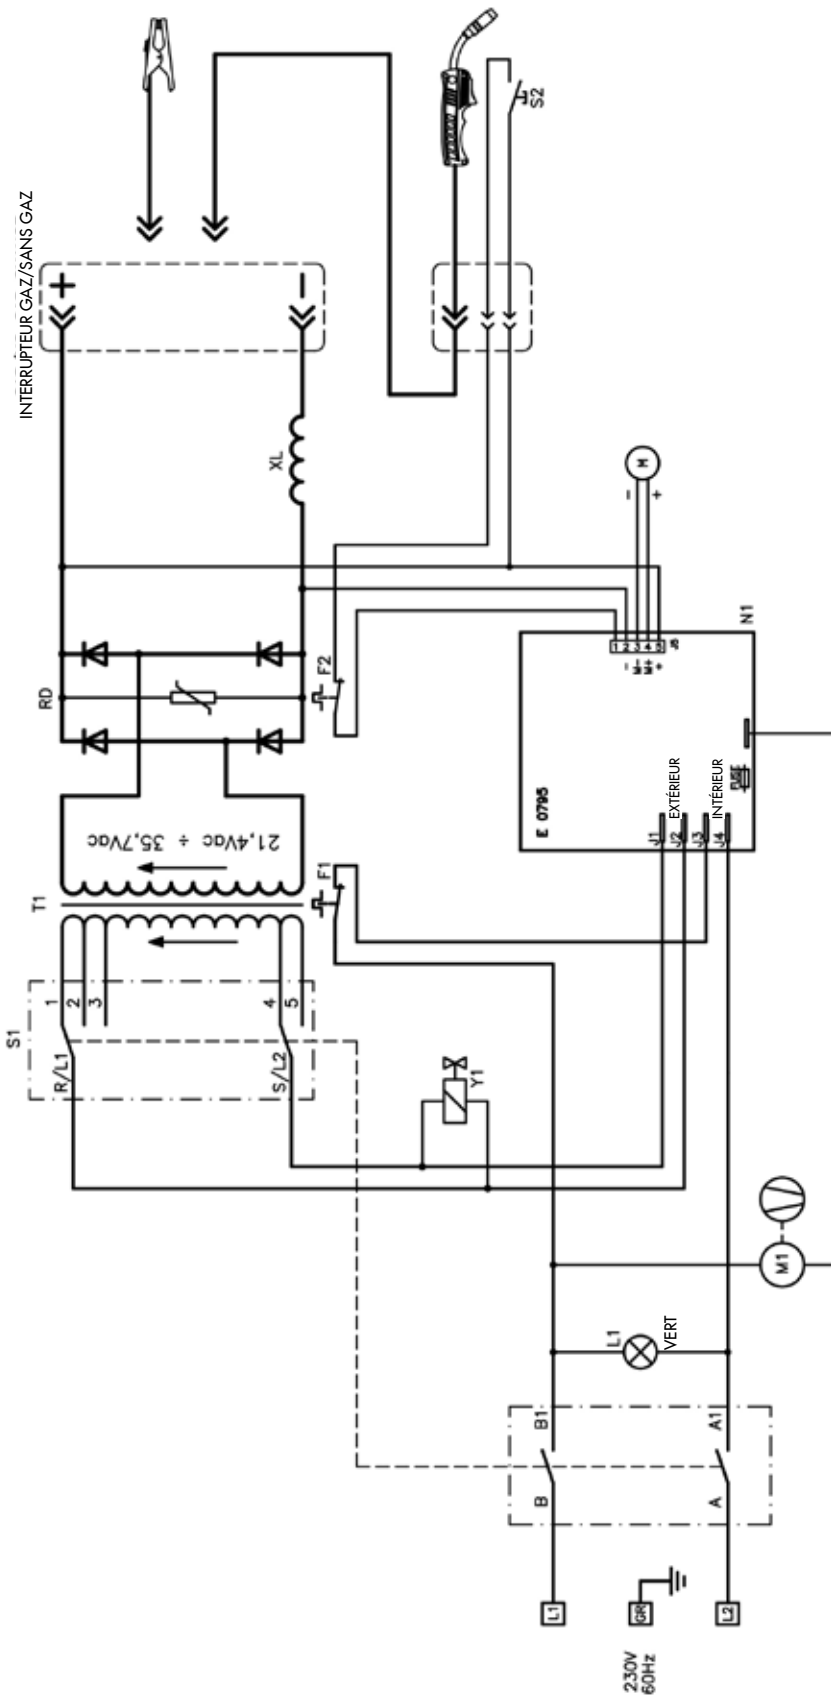 INTERRUPTEUR GAZ/SANS GAZ
+
−
S2
XL
RD
F2
M
−
+
N1
1
2
3
4
5
J5
−
M−
M+
+
E 0795
FUSE
J1
EXTÉRIEUR
J2
J3
INTÉRIEUR
J4
21,4Vac ÷ 35,7Vac
T1
F1
S1
1
2
3
4
5
R/L1
S/L2
Y1
M1
L1
VERT
B
B1
A
A1
L1
GR
L2
230V
60Hz